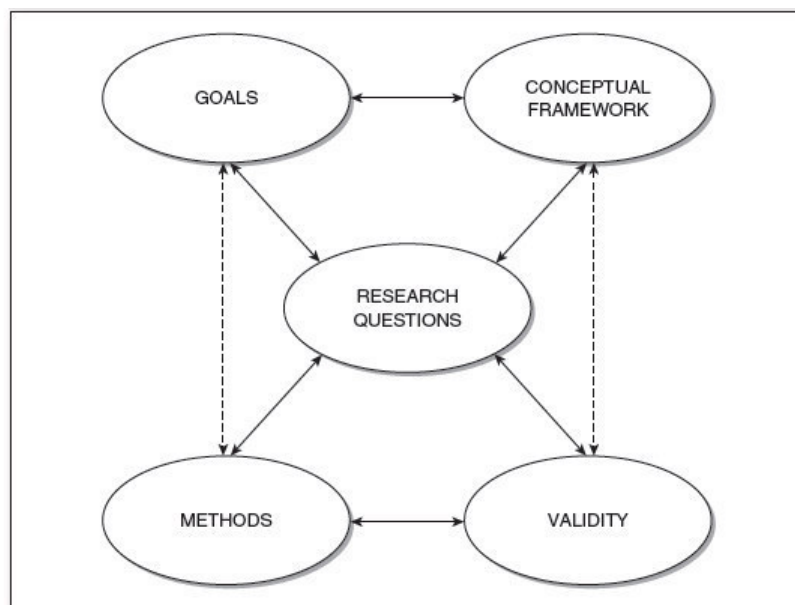 GOALS
CONCEPTUAL
FRAMEWORK
RESEARCH
QUESTIONS
METHODS
VALIDITY